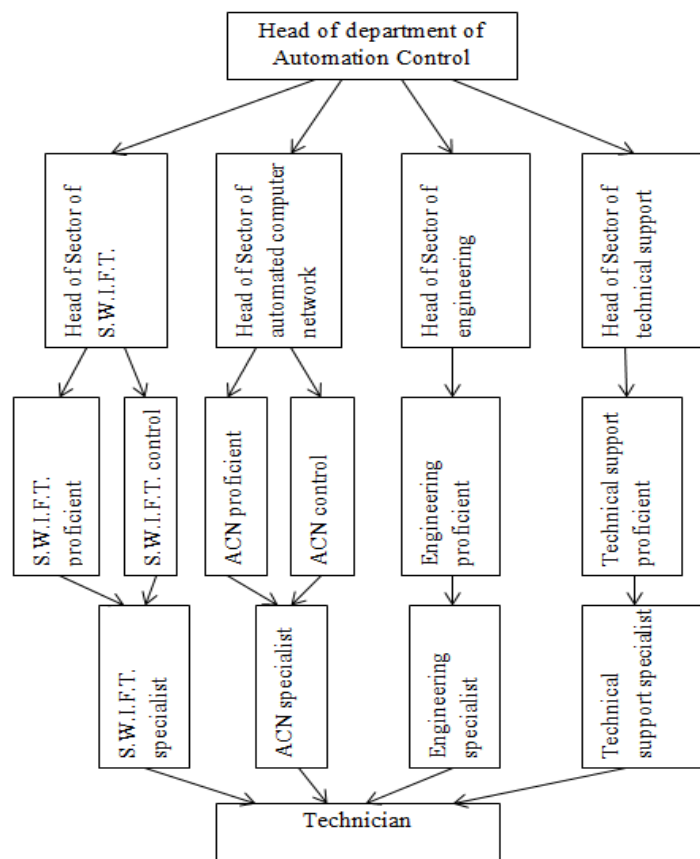 Head of department of
Automation Control
Head of Sector of
S.W.I.F.T.
Head of Sector of
automated computer
network
Head of Sector of
engineering
Head of Sector of
technical support
S.W.I.F.T.
proficient
S.W.I.F.T. control
ACN proficient
ACN control
Engineering
proficient
Technical support
proficient
S.W.I.F.T.
specialist
ACN specialist
Engineering
specialist
Technical
support specialist
Technician